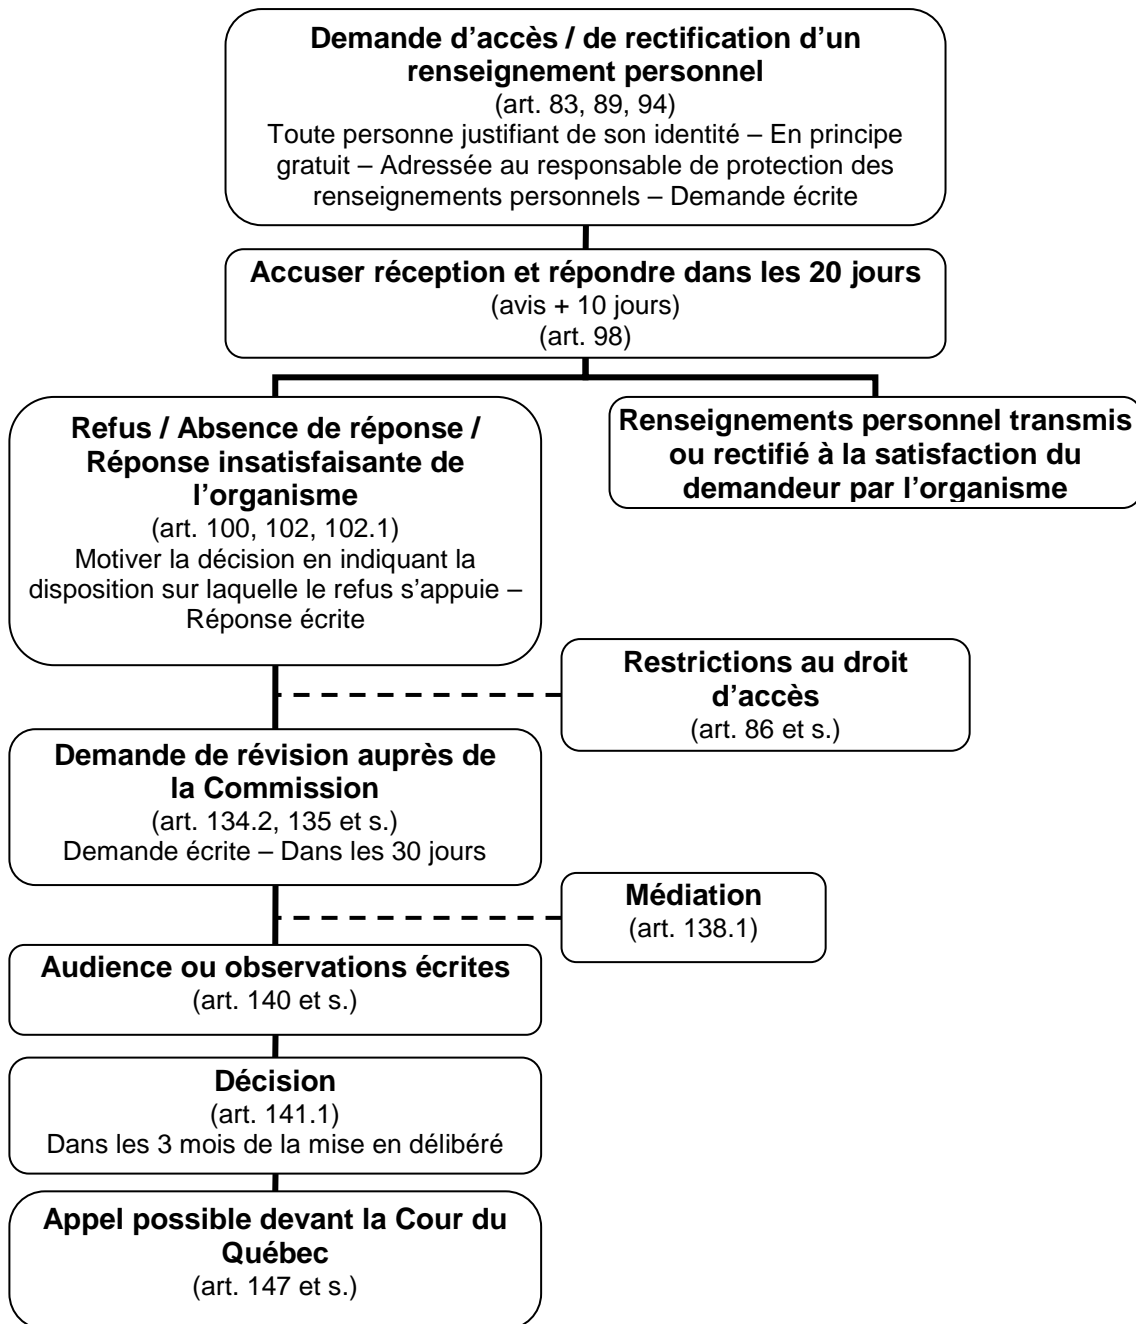 Demande d’accès / de rectification d’un
renseignement personnel
(art. 83, 89, 94)
Toute personne justifiant de son identité – En principe
gratuit – Adressée au responsable de protection des
renseignements personnels – Demande écrite
Accuser réception et répondre dans les 20 jours
(avis + 10 jours)
(art. 98)
Refus / Absence de réponse /
Réponse insatisfaisante de
l’organisme
(art. 100, 102, 102.1)
Motiver la décision en indiquant la
disposition sur laquelle le refus s’appuie –
Réponse écrite
Renseignements personnel transmis
ou rectifié à la satisfaction du
demandeur par l’organisme
Restrictions au droit
d’accès
(art. 86 et s.)
Demande de révision auprès de
la Commission
(art. 134.2, 135 et s.)
Demande écrite – Dans les 30 jours
Médiation
(art. 138.1)
Audience ou observations écrites
(art. 140 et s.)
Décision
(art. 141.1)
Dans les 3 mois de la mise en délibéré
Appel possible devant la Cour du
Québec
(art. 147 et s.)